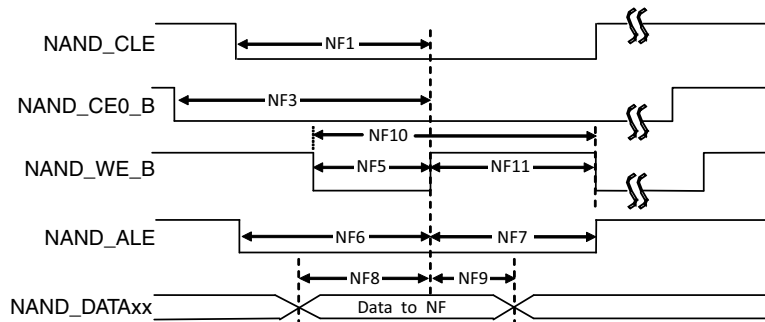 NAND_CLE
NF1
NAND_CE0_B
NF3
NF10
NAND_WE_B
NF5
NF11
NAND_ALE
NF6
NF7
NF8
NF9
NAND_DATAxx
Data to NF